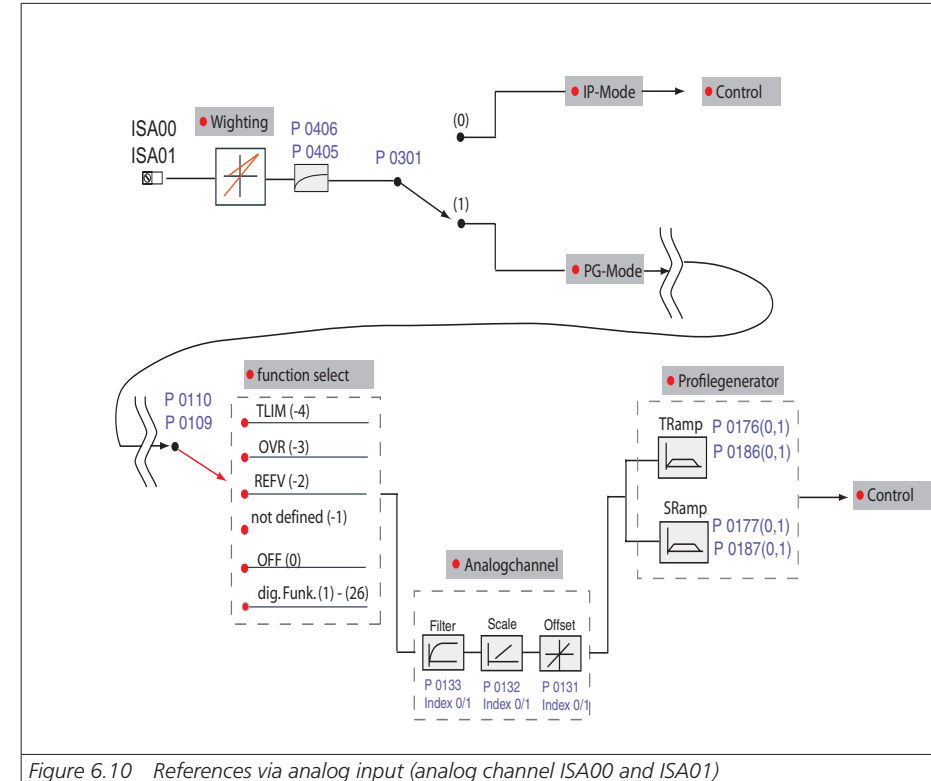 ISA00
ISA01
Wighting
P 0406
P 0405
P 0301
(0)
IP-Mode
Control
(1)
PG-Mode
P 0110
P 0109
function select
TLIM (-4)
OVR (-3)
REFV (-2)
not defined (-1)
OFF (0)
dig. Funk. (1) - (26)
Analogchannel
Filter
Scale
Offset
P 0133
Index 0/1
P 0132
Index 0/1
P 0131
Index 0/1
Profilegenerator
TRamp
P 0176(0,1)
P 0186(0,1)
SRamp
P 0177(0,1)
P 0187(0,1)
Control
Figure 6.10 References via analog input (analog channel ISA00 and ISA01)